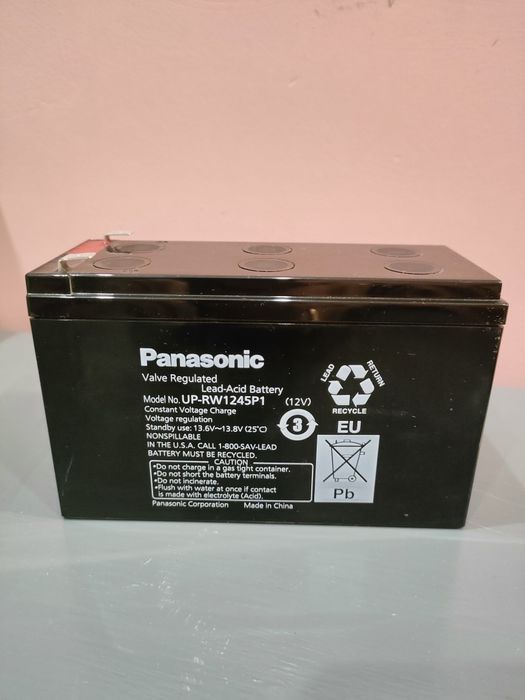 Panasonic
Valve Regulated
Lead-Acid Battery
Model No. UP-RW1245P1 (12V)
Constant Voltage Charge
Voltage regulation
Standby use: 13.6V～13.8V (25℃)
NONSPILLABLE
IN THE U.S.A. CALL 1-800-SAV-LEAD
BATTERY MUST BE RECYCLED.
CAUTION
•Do not charge in a gas tight container.
•Do not short the battery terminals.
•Do not incinerate.
•Flush with water at once if contact
is made with electrolyte (Acid).
Panasonic Corporation Made in China
3
LEAD
RETURN
RECYCLE
EU
Pb